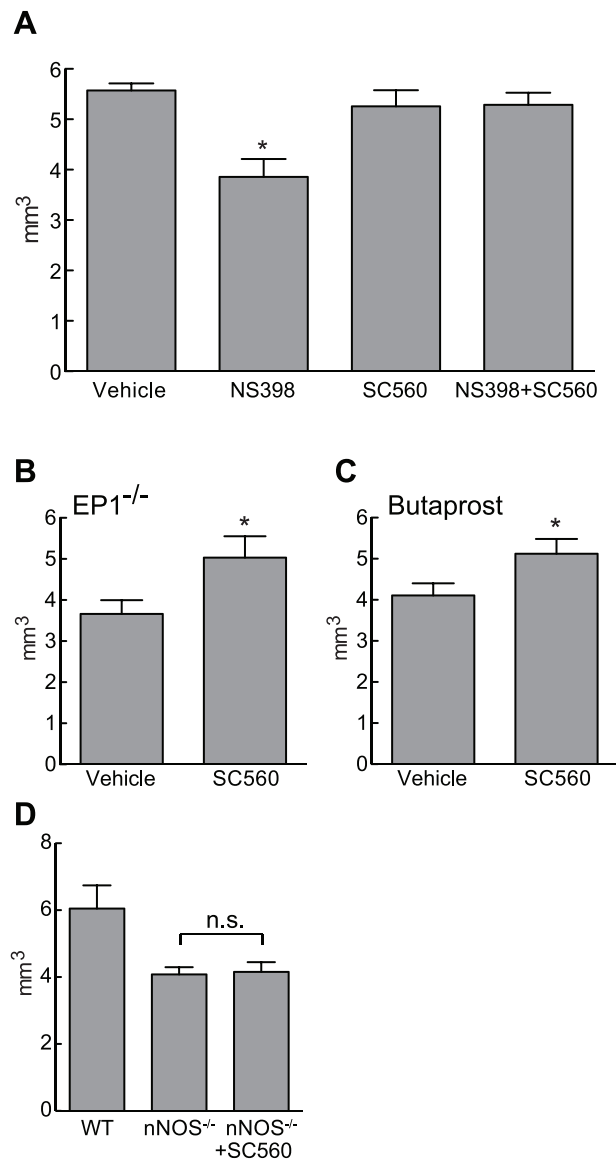 A
6
5
4
3
2
1
0
mm³
*
Vehicle NS398 SC560 NS398+SC560
B
EP1⁻/⁻
6
5
4
3
2
1
0
mm³
*
Vehicle SC560
C
Butaprost
6
5
4
3
2
1
0
mm³
*
Vehicle SC560
D
8
6
4
2
0
mm³
n.s.
WT nNOS⁻/⁻ nNOS⁻/⁻
+SC560